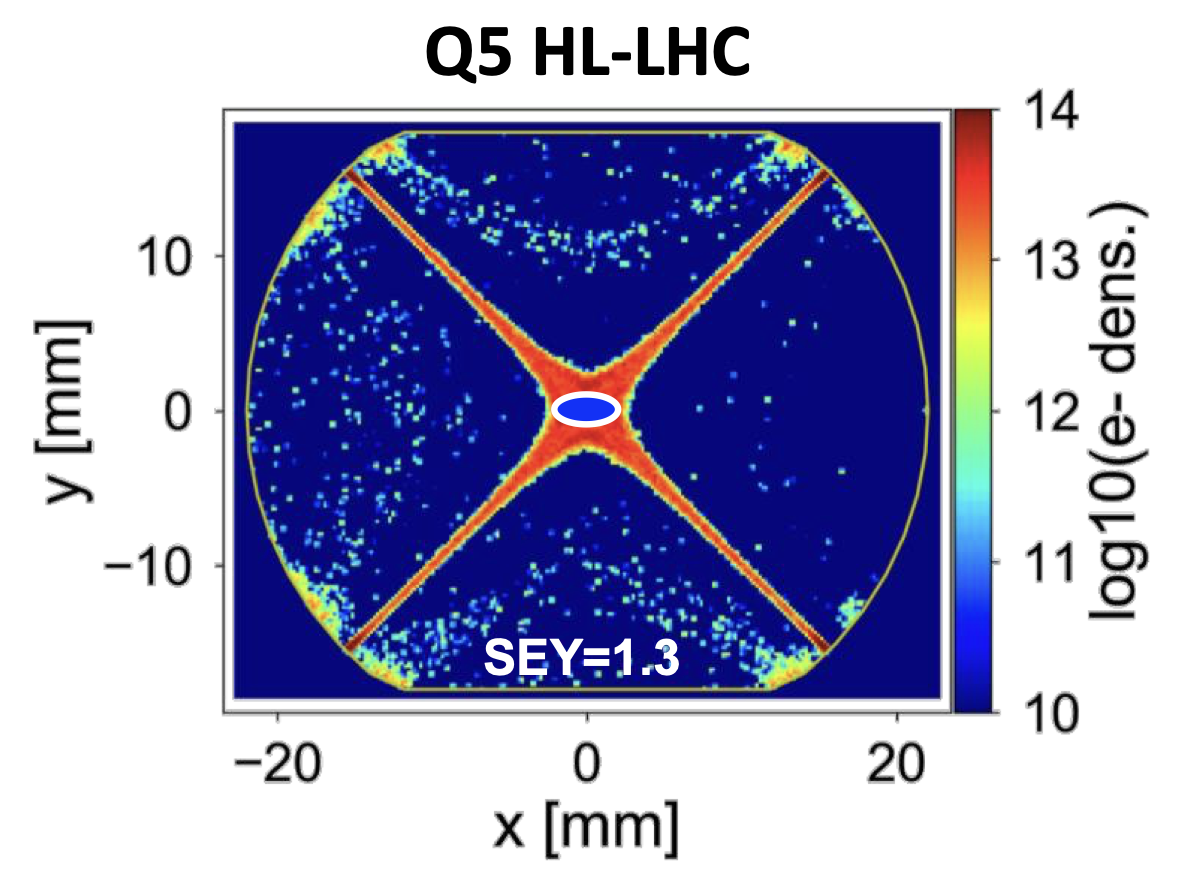 Q5 HL-LHC
14
13
12
11
10
log10(e- dens.)
10
0
−10
y [mm]
SEY=1.3
−20 0 20
x [mm]